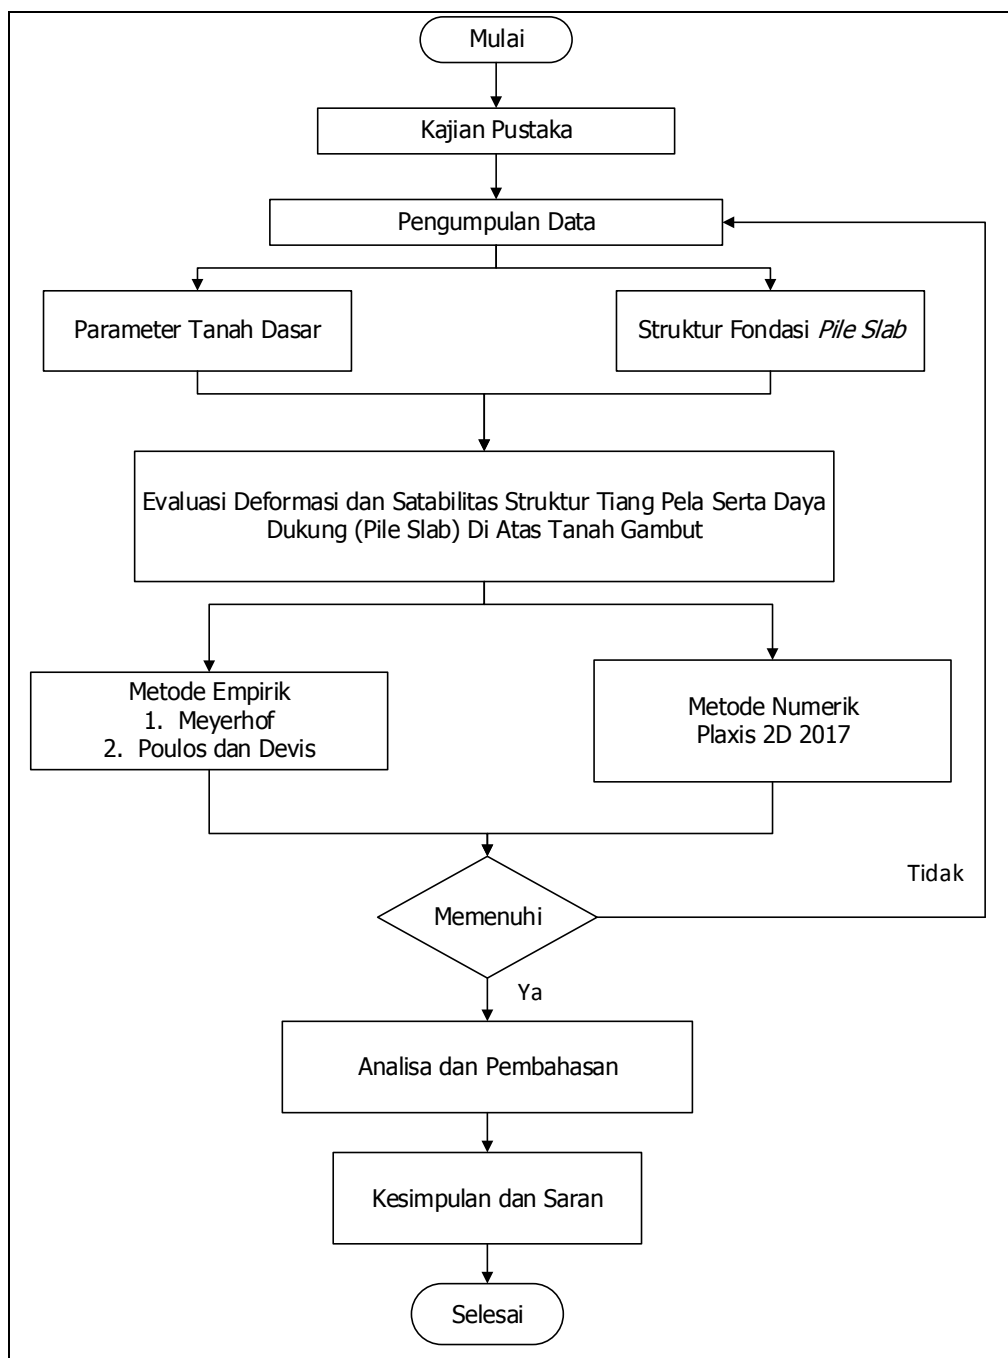 Mulai
Kajian Pustaka
Pengumpulan Data
Parameter Tanah Dasar
Struktur Fondasi Pile Slab
Evaluasi Deformasi dan Satabilitas Struktur Tiang Pela Serta Daya
Dukung (Pile Slab) Di Atas Tanah Gambut
Metode Empirik
1. Meyerhof
2. Poulos dan Devis
Metode Numerik
Plaxis 2D 2017
Memenuhi
Tidak
Ya
Analisa dan Pembahasan
Kesimpulan dan Saran
Selesai